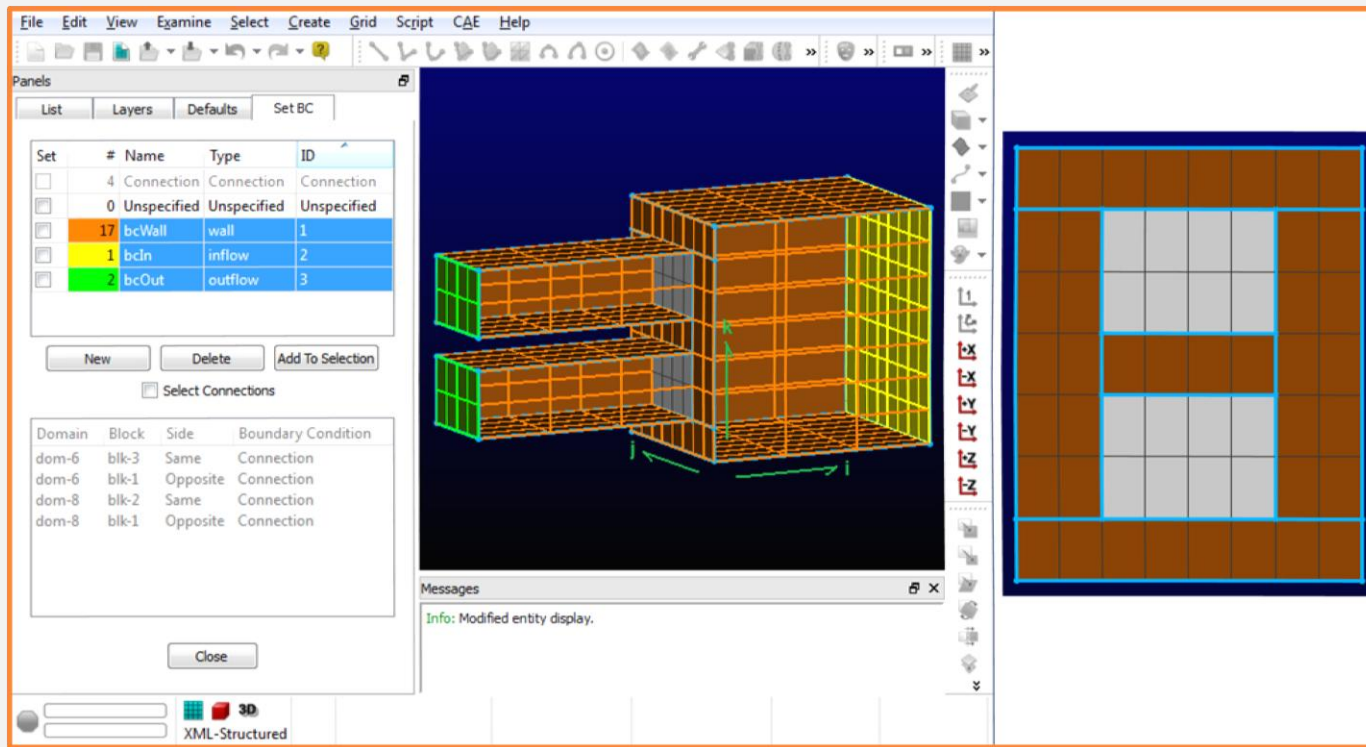 File Edit View Examine Select Create Grid Script CAE Help
» » » »
Panels
List Layers Defaults Set BC
Set # Name Type ID
4 Connection Connection Connection
0 Unspecified Unspecified Unspecified
17 bcWall wall 1
1 bcIn inflow 2
2 bcOut outflow 3
New Delete Add To Selection
Select Connections
Domain Block Side Boundary Condition
dom-6 blk-3 Same Connection
dom-6 blk-1 Opposite Connection
dom-8 blk-2 Same Connection
dom-8 blk-1 Opposite Connection
Close
k
j
i
+X
-X
+Y
-Y
+Z
-Z
Messages
Info: Modified entity display.
3D
XML-Structured